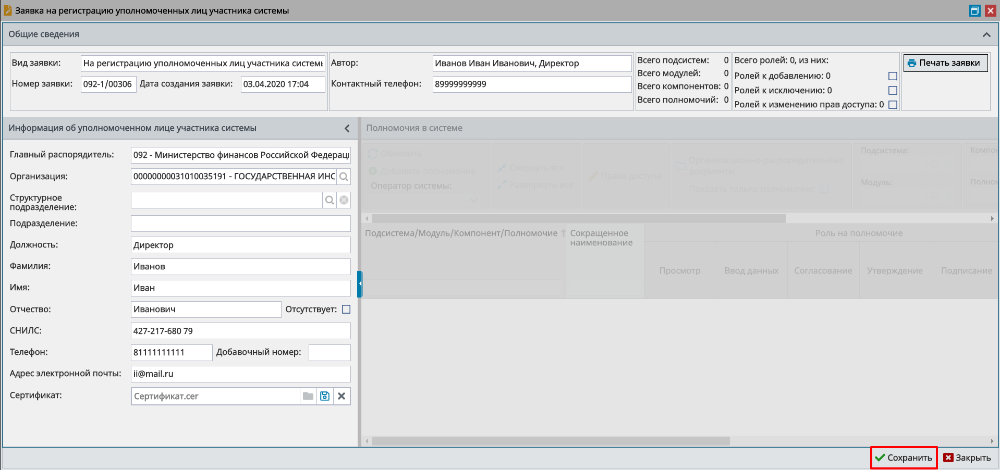 Заявка на регистрацию уполномоченных лиц участника системы
Общие сведения
Вид заявки: На регистрацию уполномоченных лиц участника системы
Номер заявки: 092-1/00306 Дата создания заявки: 03.04.2020 17:04
Автор: Иванов Иван Иванович, Директор
Контактный телефон: 89999999999
Всего подсистем: 0
Всего модулей: 0
Всего компонентов: 0
Всего полномочий: 0
Всего ролей: 0, из них:
Ролей к добавлению: 0
Ролей к исключению: 0
Ролей к изменению прав доступа: 0
Печать заявки
Информация об уполномоченном лице участника системы
Главный распорядитель: 092 - Министерство финансов Российской Федерац
Организация: 00000000031010035191 - ГОСУДАРСТВЕННАЯ ИНС
Структурное
подразделение:
Подразделение:
Должность: Директор
Фамилия: Иванов
Имя: Иван
Отчество: Иванович Отсутствует:
СНИЛС: 427-217-680 79
Телефон: 81111111111 Добавочный номер:
Адрес электронной почты: ii@mail.ru
Сертификат: Сертификат.cer
Полномочия в системе
Обновить
Добавить полномочие
Оператор системы:
Свернуть все
Развернуть все
Права доступа
Организационно-распорядительные
документы
Показать только полномочия:
Подсистема:
Модуль:
Компон
Полном
Подсистема/Модуль/Компонент/Полномочие
Сокращенное
наименование
Роль на полномочие
Просмотр Ввод данных Согласование Утверждение Подписание
Сохранить Закрыть